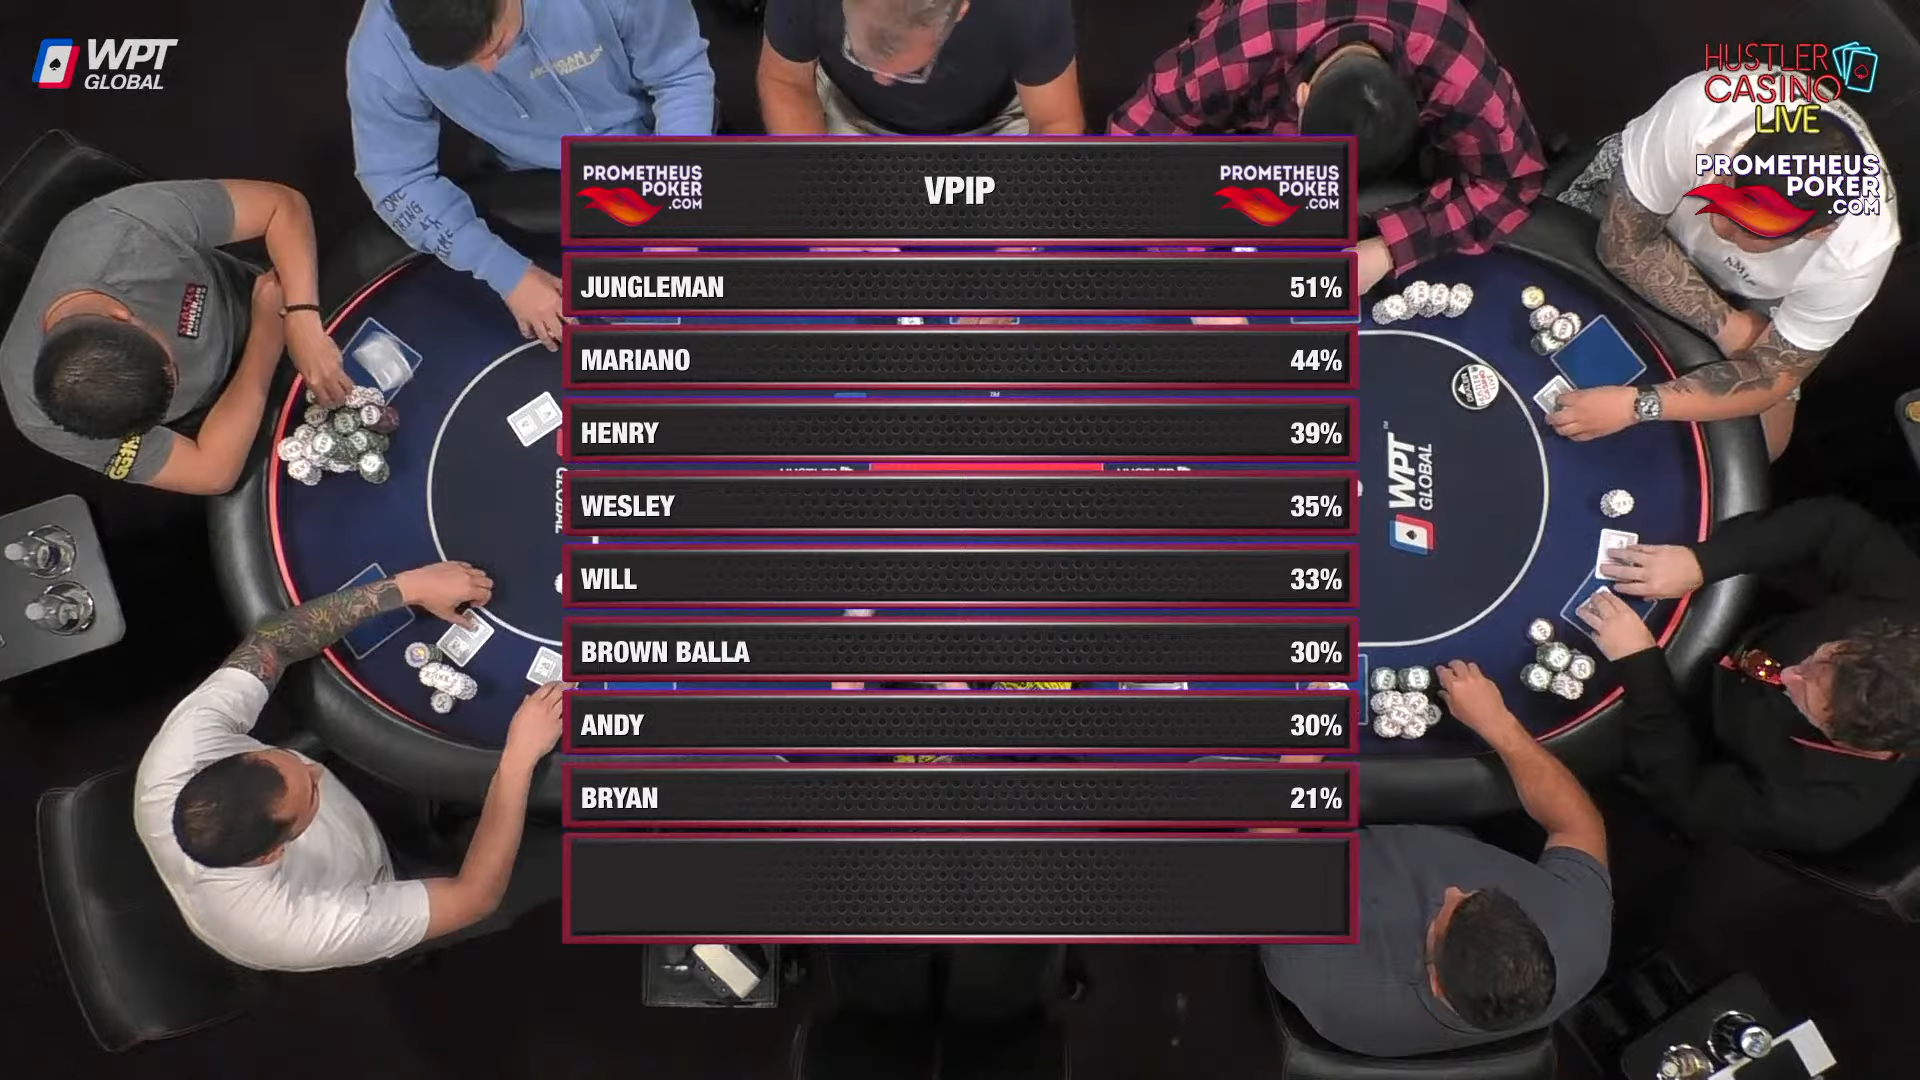 WPT
GLOBAL
HUSTLER
CASINO
LIVE
PROMETHEUS
POKER
.COM
PROMETHEUS
POKER
.COM
VPIP
PROMETHEUS
POKER
.COM
JUNGLEMAN 51%
MARIANO 44%
HENRY 39%
WESLEY 35%
WILL 33%
BROWN BALLA 30%
ANDY 30%
BRYAN 21%
WPT
GLOBAL
DEALER